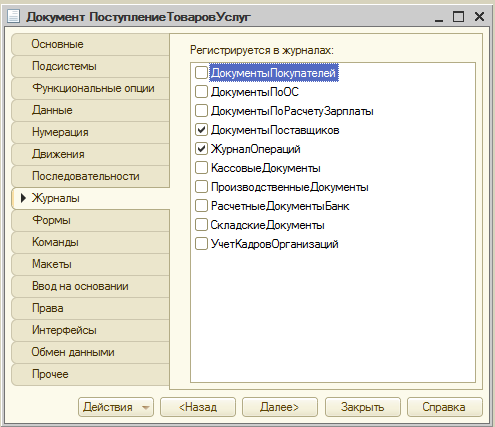 Документ ПоступлениеТоваровУслуг
Основные
Подсистемы
Функциональные опции
Данные
Нумерация
Движения
Последовательности
Журналы
Формы
Команды
Макеты
Ввод на основании
Права
Интерфейсы
Обмен данными
Прочее
Регистрируется в журналах:
ДокументыПокупателей
ДокументыПоОС
ДокументыПоРасчетуЗарплаты
ДокументыПоставщиков
ЖурналОпераций
КассовыеДокументы
ПроизводственныеДокументы
РасчетныеДокументыБанк
СкладскиеДокументы
УчетКадровОрганизаций
Действия
<Назад
Далее>
Закрыть
Справка